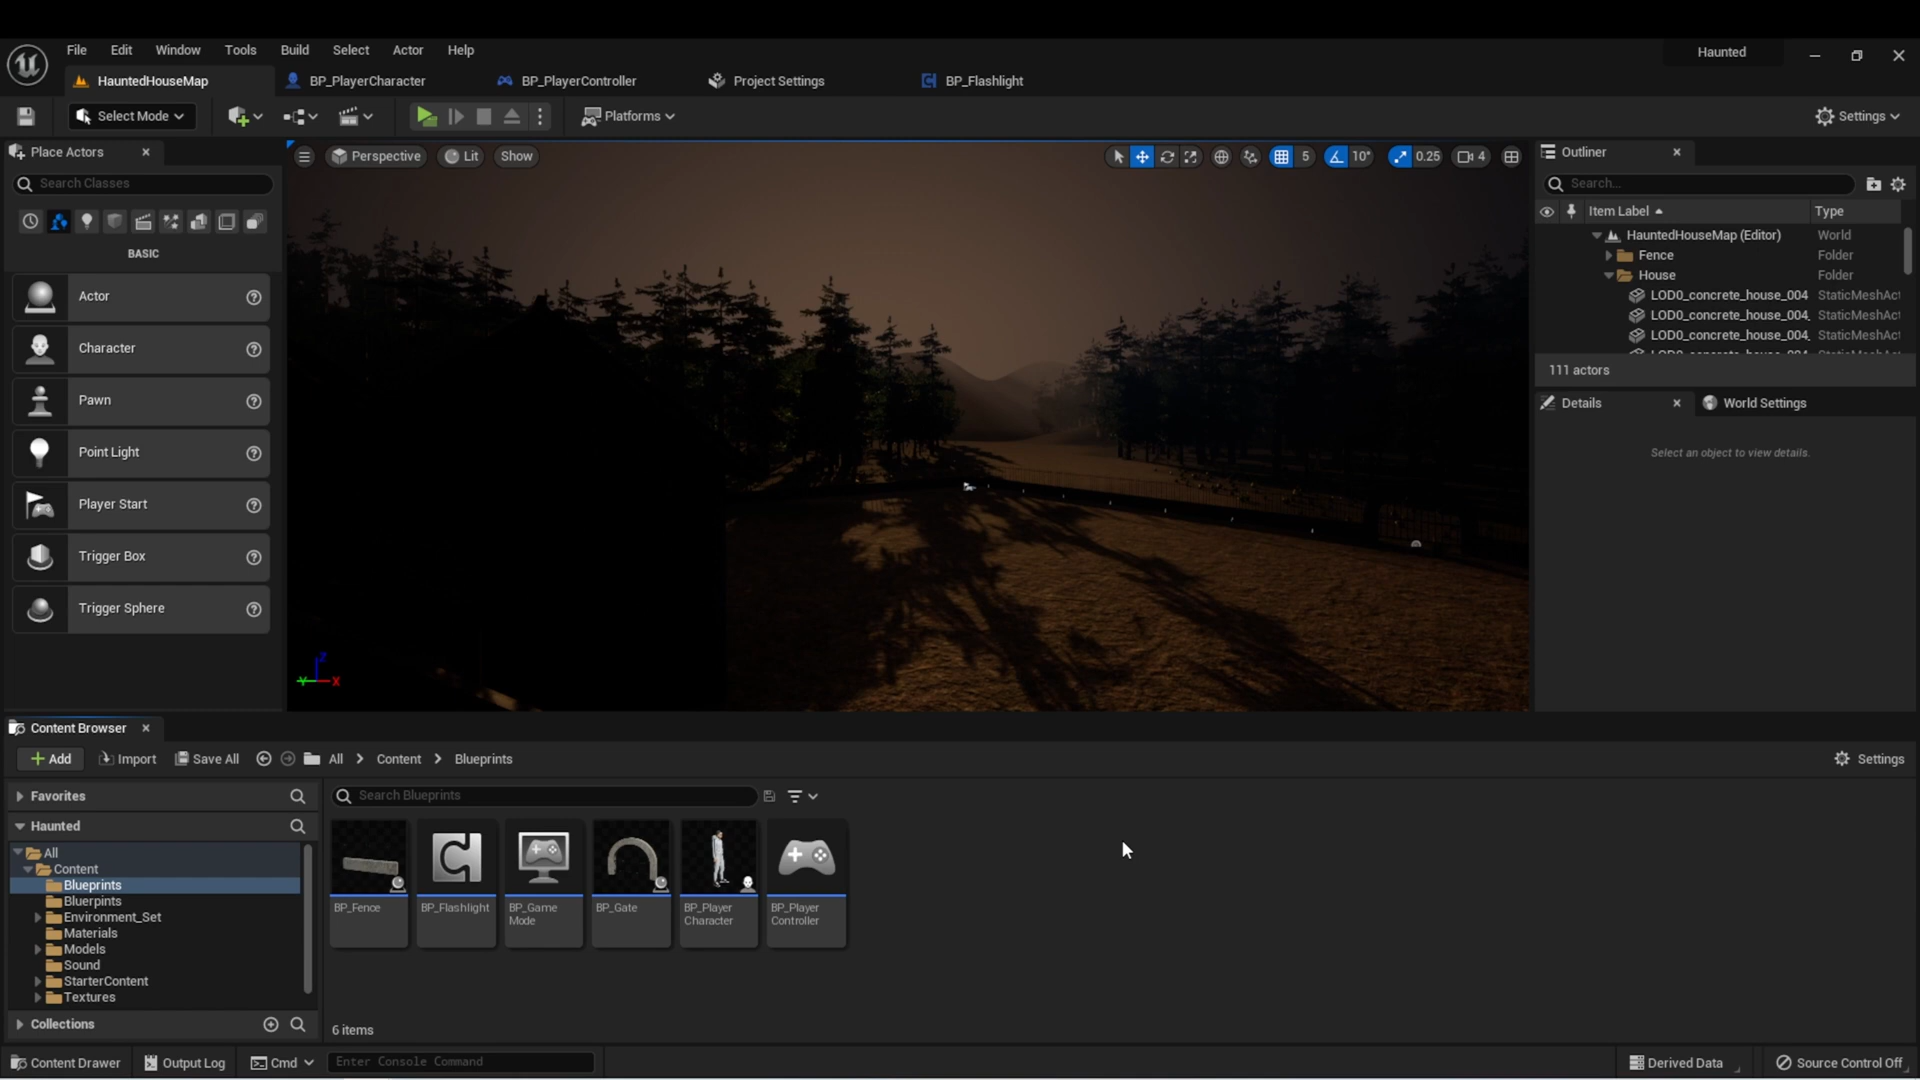 File Edit Window Tools Build Select Actor Help
Haunted
HauntedHouseMap
BP_PlayerCharacter
BP_PlayerController
Project Settings
BP_Flashlight
Select Mode
Platforms
Settings
Place Actors
Search Classes
BASIC
Actor
Character
Pawn
Point Light
Player Start
Trigger Box
Trigger Sphere
Perspective
Lit
Show
5
10°
0.25
4
Z
Y
X
Outliner
Search...
Item Label
Type
HauntedHouseMap (Editor) World
Fence Folder
House Folder
LOD0_concrete_house_004 StaticMeshAct
LOD0_concrete_house_004_ StaticMeshAct
LOD0_concrete_house_004_ StaticMeshAct
LOD0_concrete_house_004 StaticMeshAct
111 actors
Details
World Settings
Select an object to view details.
Content Browser
Add
Import
Save All
All
Content
Blueprints
Settings
Favorites
Haunted
All
Content
Blueprints
Bluerpints
Environment_Set
Materials
Models
Sound
StarterContent
Textures
Collections
Search Blueprints
BP_Fence
BP_Flashlight
BP_Game
Mode
BP_Gate
BP_Player
Character
BP_Player
Controller
6 items
Content Drawer
Output Log
Cmd
Enter Console Command
Derived Data
Source Control Off